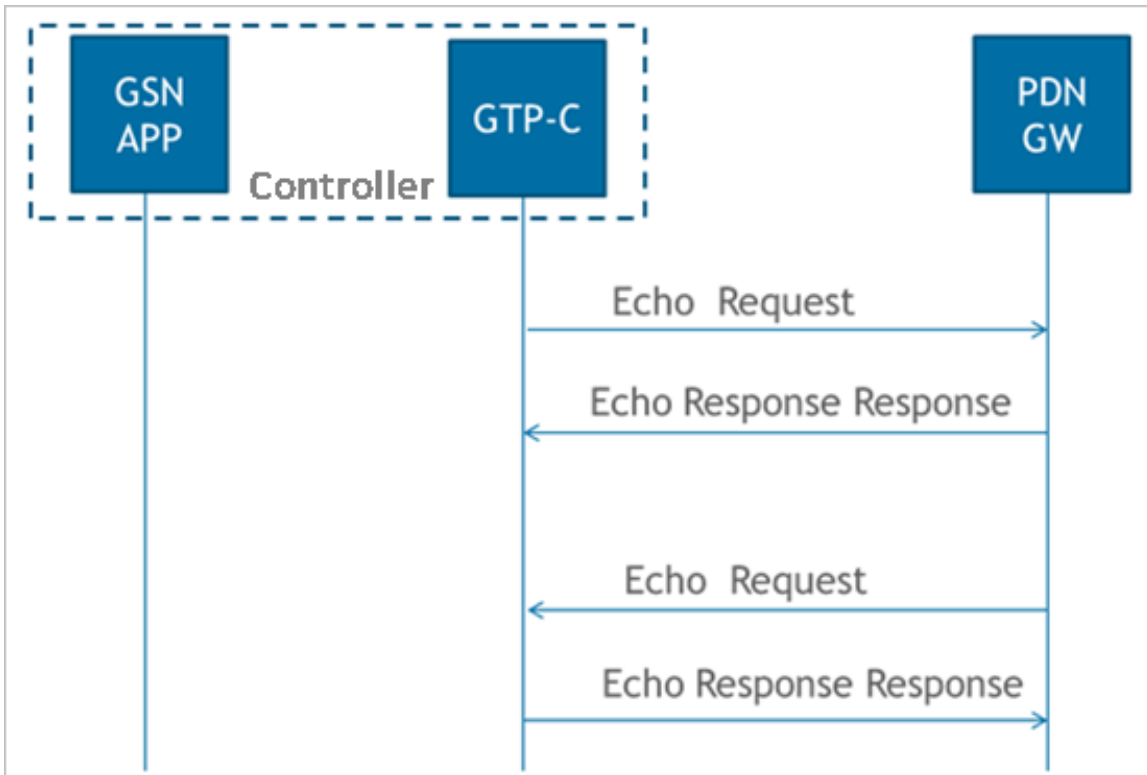 GSN
APP
GTP-C
PDN
GW
Controller
Echo Request
Echo Response Response
Echo Request
Echo Response Response